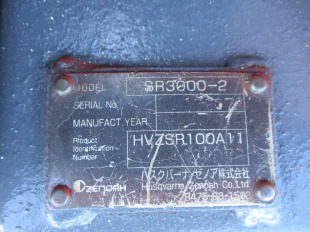 MODEL SR3000-2
SERIAL No.
MANUFACT. YEAR
Product
Identification
Number HVZSR100A11
ハスクバーナ・ゼノア株式会社
ZENOAH Husqvarna Zenoah Co.Ltd